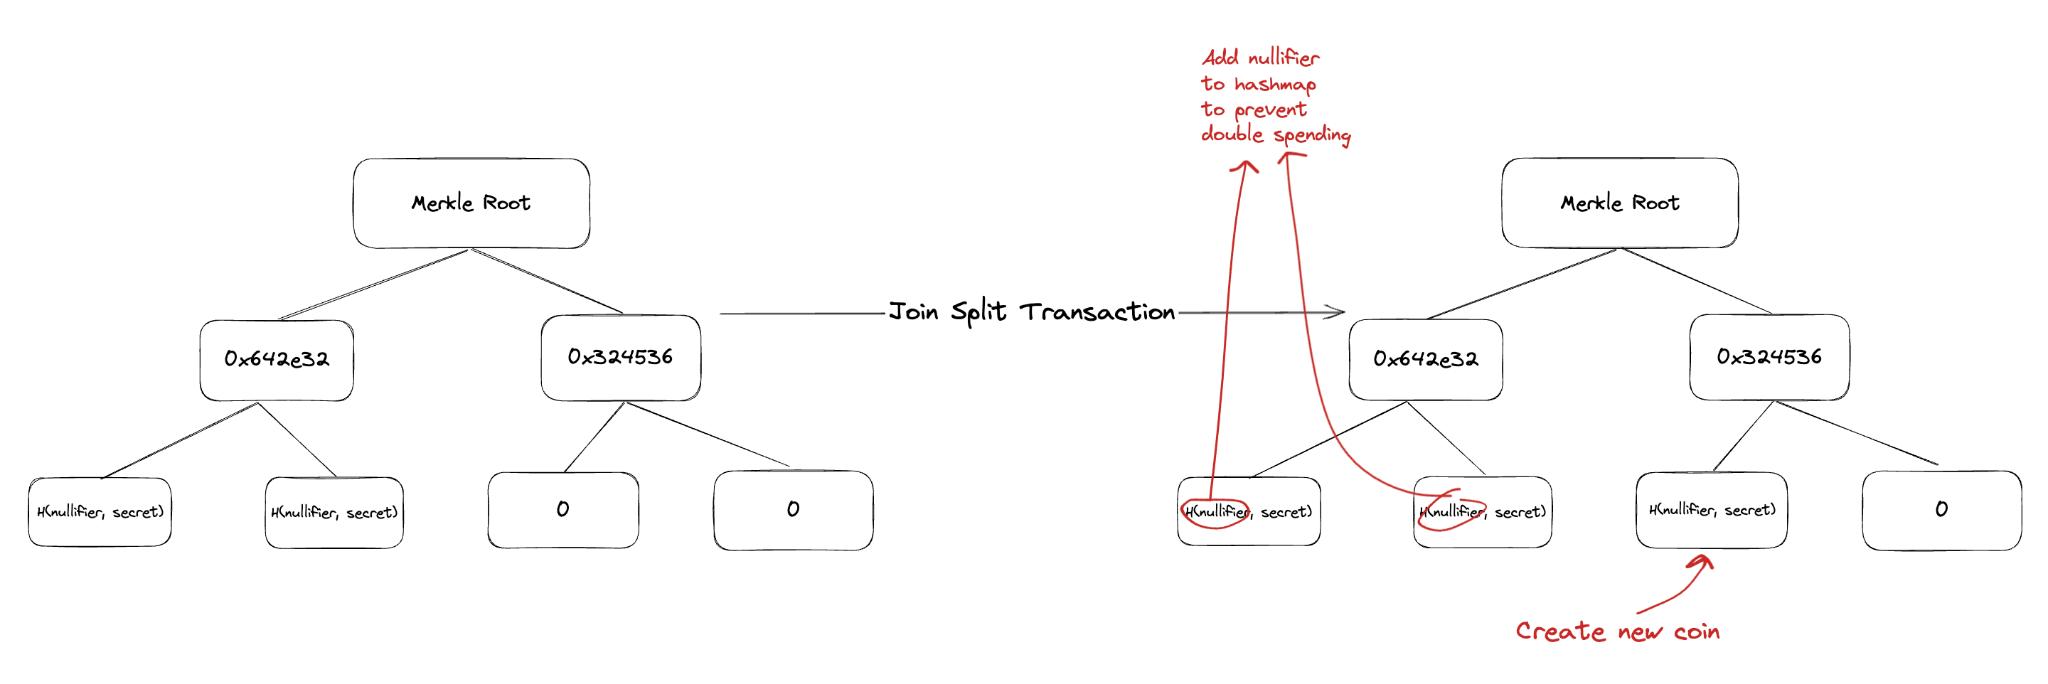 Add nullifier
to hashmap
to prevent
double spending
Merkle Root
Merkle Root
Join Split Transaction
0x642e32
0x324536
0x642e32
0x324536
H(nullifier, secret)
H(nullifier, secret)
0
0
H(nullifier, secret)
H(nullifier, secret)
H(nullifier, secret)
0
Create new coin